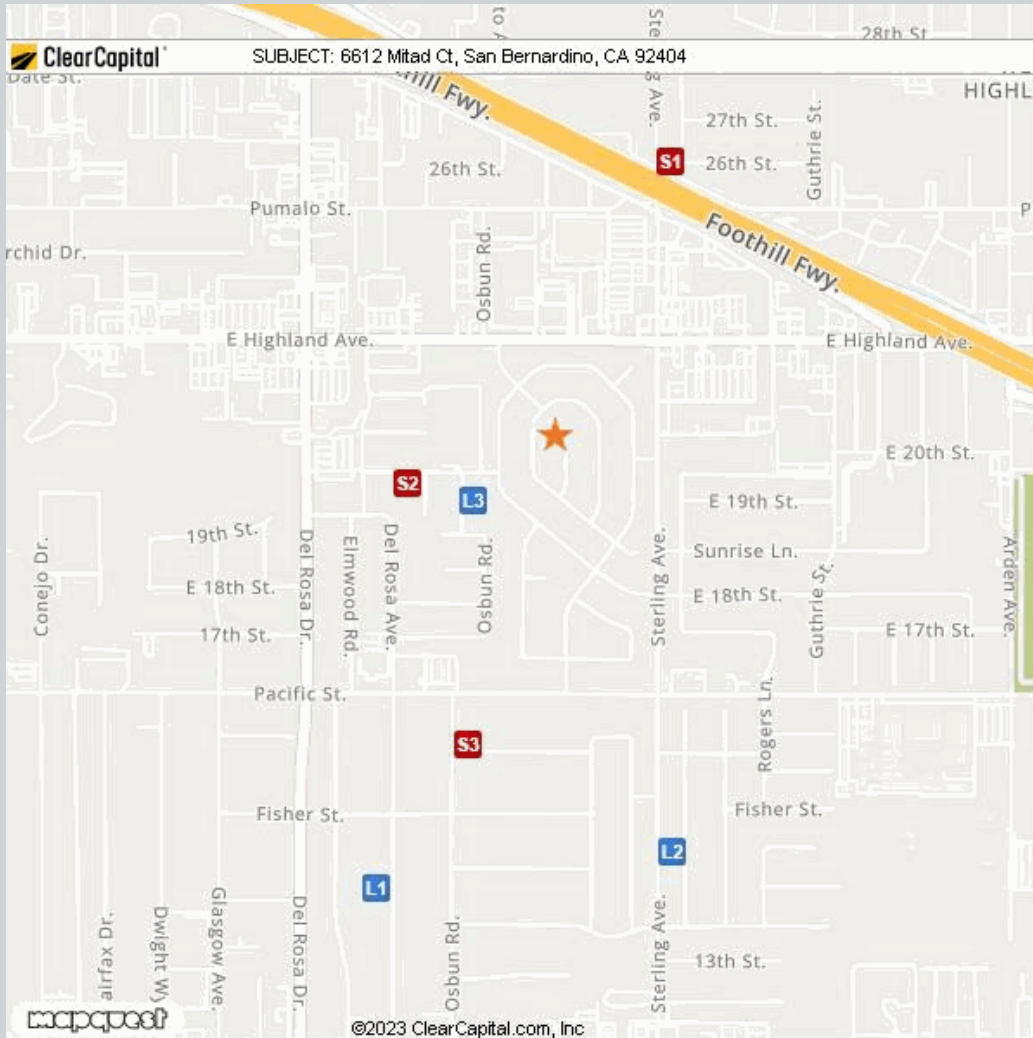 28th St
ClearCapital
SUBJECT: 6612 Mitad Ct, San Bernardino, CA 92404
Date St.
Fwy.
Ave.
HIGHL
27th St.
Guthrie St.
S1
26th St.
26th St.
Pumalo St.
Osbun Rd.
Foothill Fwy.
E Highland Ave.
E Highland Ave.
E 20th St.
S2
L3
E 19th St.
19th St.
Conejo Dr.
Del Rosa Dr.
Elmwood Rd.
Del Rosa Ave.
Osbun Rd.
Sterling Ave.
Sunrise Ln.
Arden Ave.
E 18th St.
E 18th St.
Guthrie St.
17th St.
E 17th St.
Pacific St.
Rogers Ln.
S3
Fisher St.
Fisher St.
L2
L1
Dwight
Glasgow Ave.
Del Rosa Dr.
Osbun Rd.
Sterling Ave.
13th St.
mapquest
©2023 ClearCapital.com, Inc